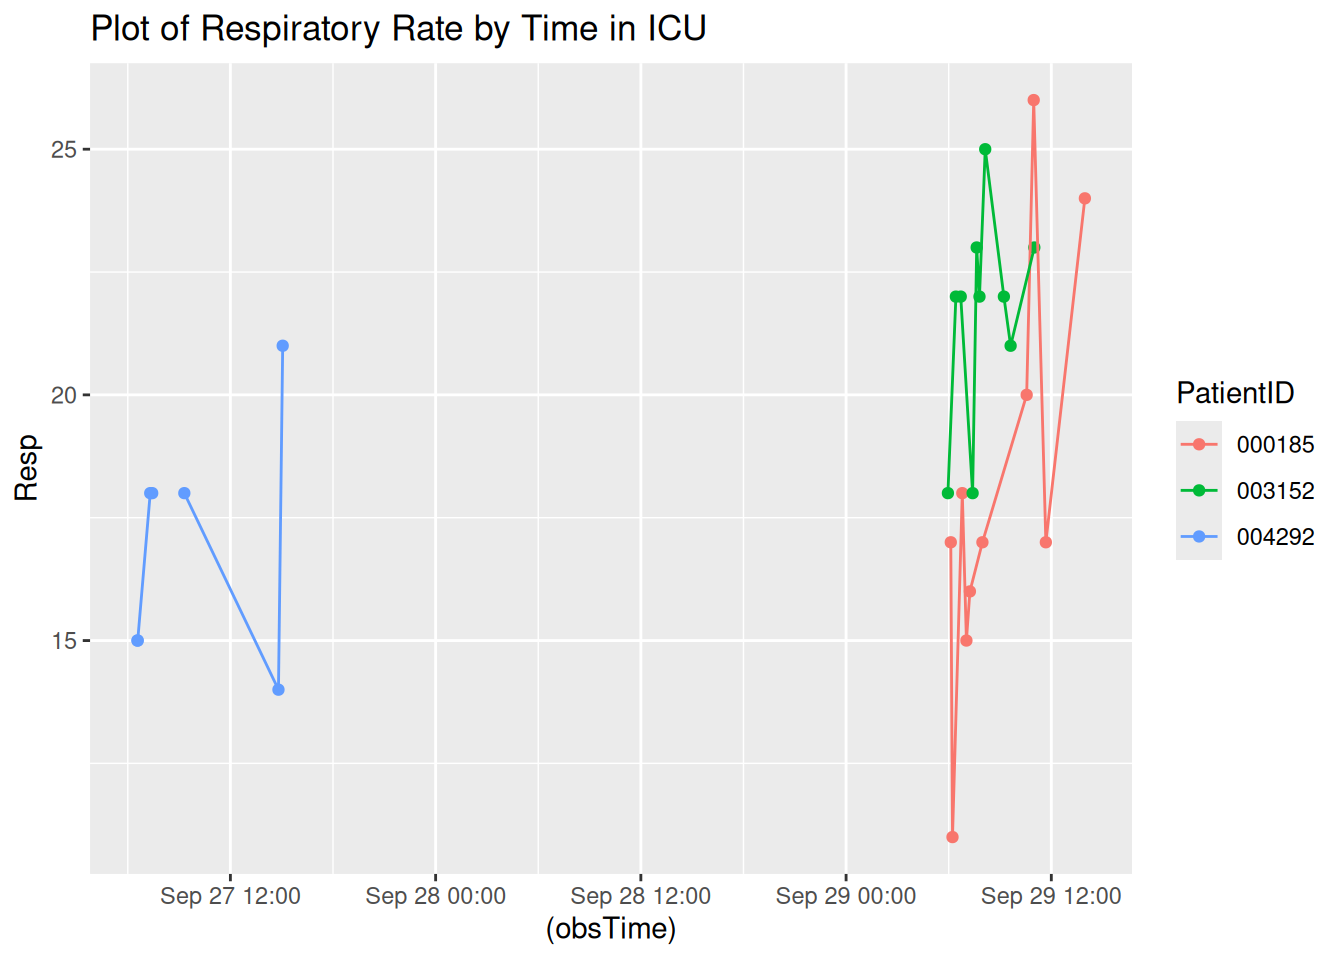 Plot of Respiratory Rate by Time in ICU
25
20
15
Resp
Sep 27 12:00
Sep 28 00:00
Sep 28 12:00
Sep 29 00:00
Sep 29 12:00
(obsTime)
PatientID
000185
003152
004292